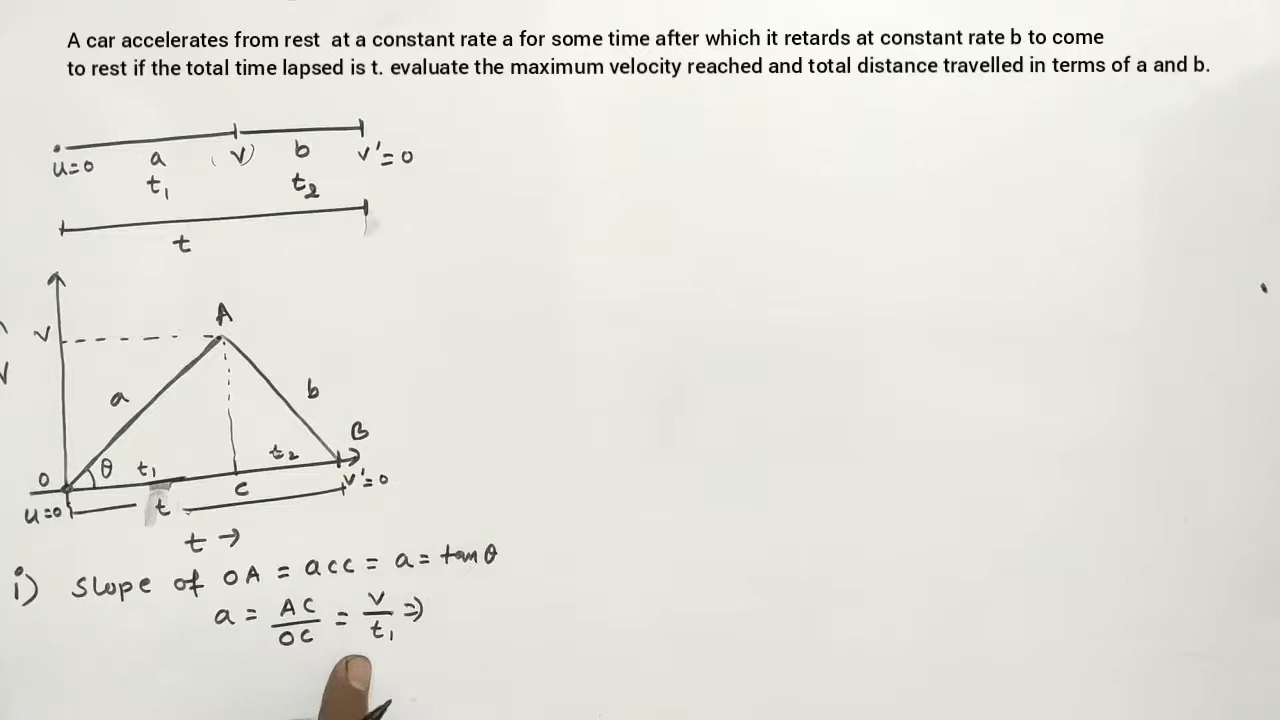 A car accelerates from rest at a constant rate a for some time after which it retards at constant rate b to come
to rest if the total time lapsed is t. evaluate the maximum velocity reached and total distance travelled in terms of a and b.
u=0 a (V) b v'=0
t₁ t₂
t
A
V
a b
B
O θ t₁ t₂
u=0 t C v'=0
t →
i) Slope of OA = acc = a = tanθ
a = AC/OC = V/t₁ ⇒